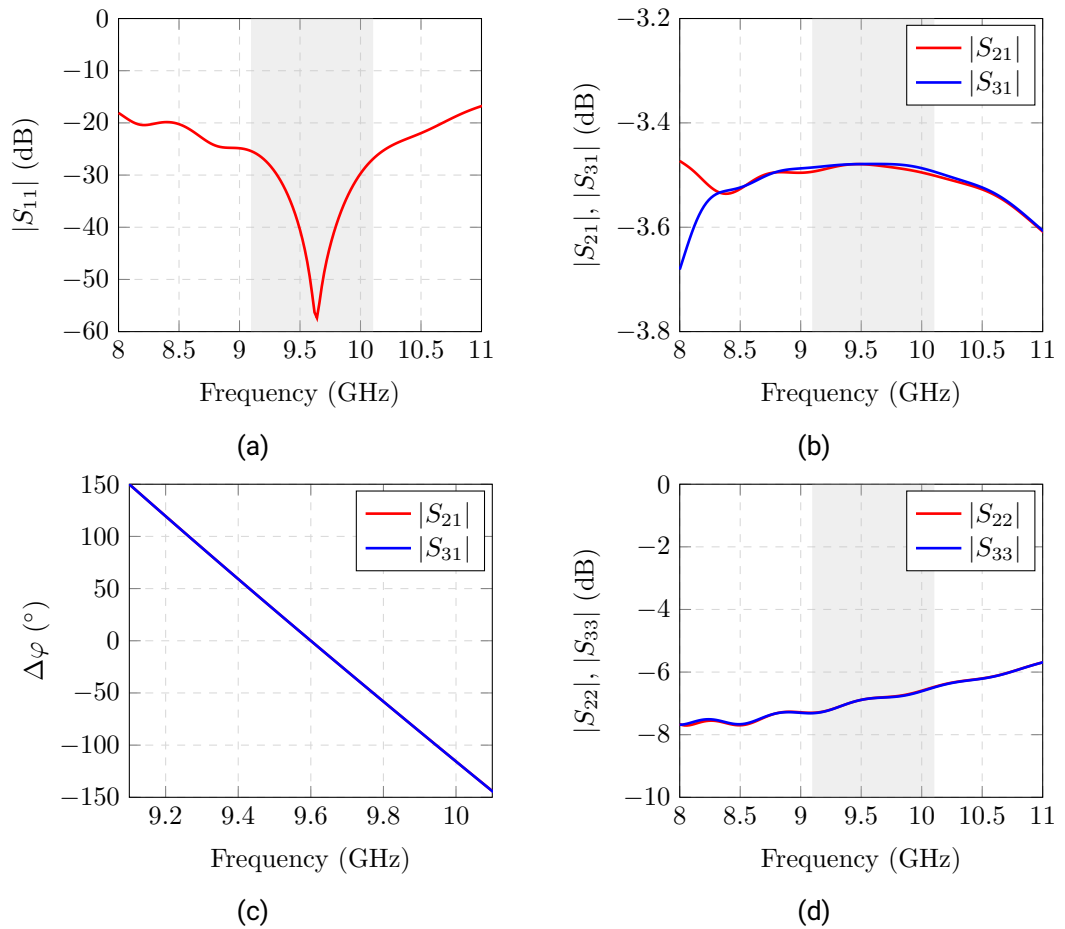 0
−10
−20
−30
−40
−50
−60
8 8.5 9 9.5 10 10.5 11
|S11| (dB)
Frequency (GHz)
(a)
−3.2
−3.4
−3.6
−3.8
8 8.5 9 9.5 10 10.5 11
|S21|, |S31| (dB)
Frequency (GHz)
|S21|
|S31|
(b)
150
100
50
0
−50
−100
−150
9.2 9.4 9.6 9.8 10
Δφ (°)
Frequency (GHz)
|S21|
|S31|
(c)
0
−2
−4
−6
−8
−10
8 8.5 9 9.5 10 10.5 11
|S22|, |S33| (dB)
Frequency (GHz)
|S22|
|S33|
(d)